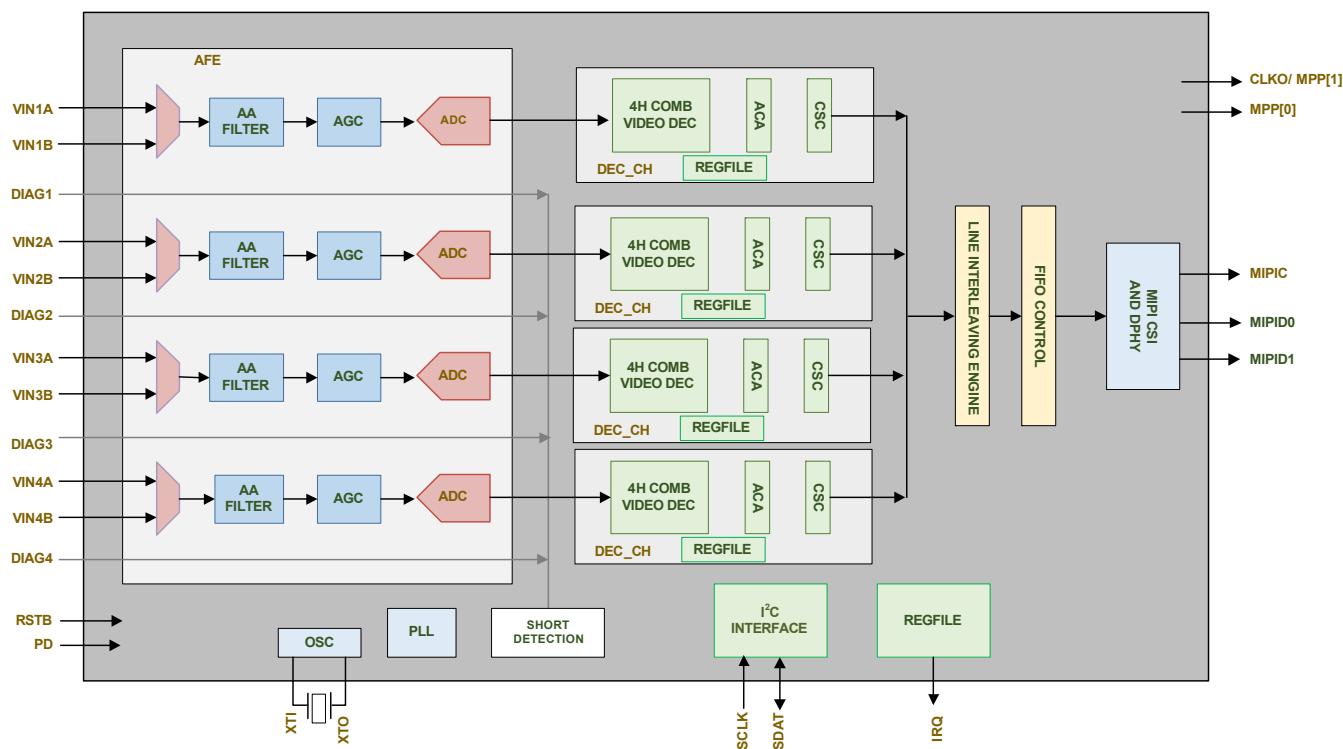 AFE
VIN1A
VIN1B
AA
FILTER
AGC
ADC
4H COMB
VIDEO DEC
ACA
CSC
DEC_CH
REGFILE
CLKO/ MPP[1]
MPP[0]
DIAG1
VIN2A
VIN2B
AA
FILTER
AGC
ADC
4H COMB
VIDEO DEC
ACA
CSC
DEC_CH
REGFILE
DIAG2
VIN3A
VIN3B
AA
FILTER
AGC
ADC
4H COMB
VIDEO DEC
ACA
CSC
DEC_CH
REGFILE
DIAG3
VIN4A
VIN4B
AA
FILTER
AGC
ADC
4H COMB
VIDEO DEC
ACA
CSC
DEC_CH
REGFILE
DIAG4
LINE INTERLEAVING ENGINE
FIFO CONTROL
MIPI CSI
AND DPHY
MIPIC
MIPID0
MIPID1
RSTB
PD
OSC
PLL
SHORT
DETECTION
I²C
INTERFACE
REGFILE
XTI
XTO
SCLK
SDAT
IRQ